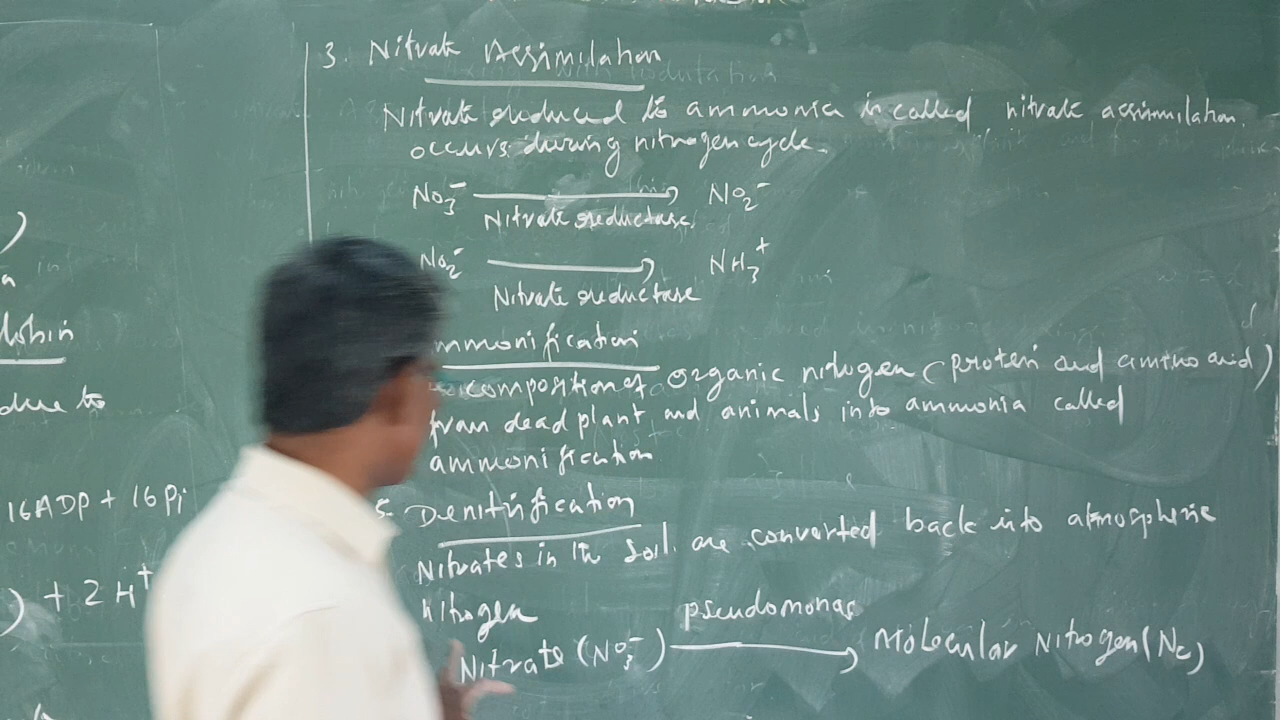 )
n
lobin
due to
16ADP + 16Pi
) + 2H⁺
3. Nitrate Assimilation
Nitrate reduced to ammonia is called nitrate assimilation.
occurs during nitrogen cycle.
NO₃⁻ → NO₂⁻
Nitrate reductase
NO₂⁻ → NH₃⁺
Nitrate reductase
mmonification
composition of organic nitrogen (protein and amino acid)
from dead plant and animals into ammonia called
ammonification
5. Denitrification
Nitrates in the soil are converted back into atmospheric
Nitrogen
pseudomonas
Nitrate (NO₃⁻) → Molecular Nitrogen (N₂)